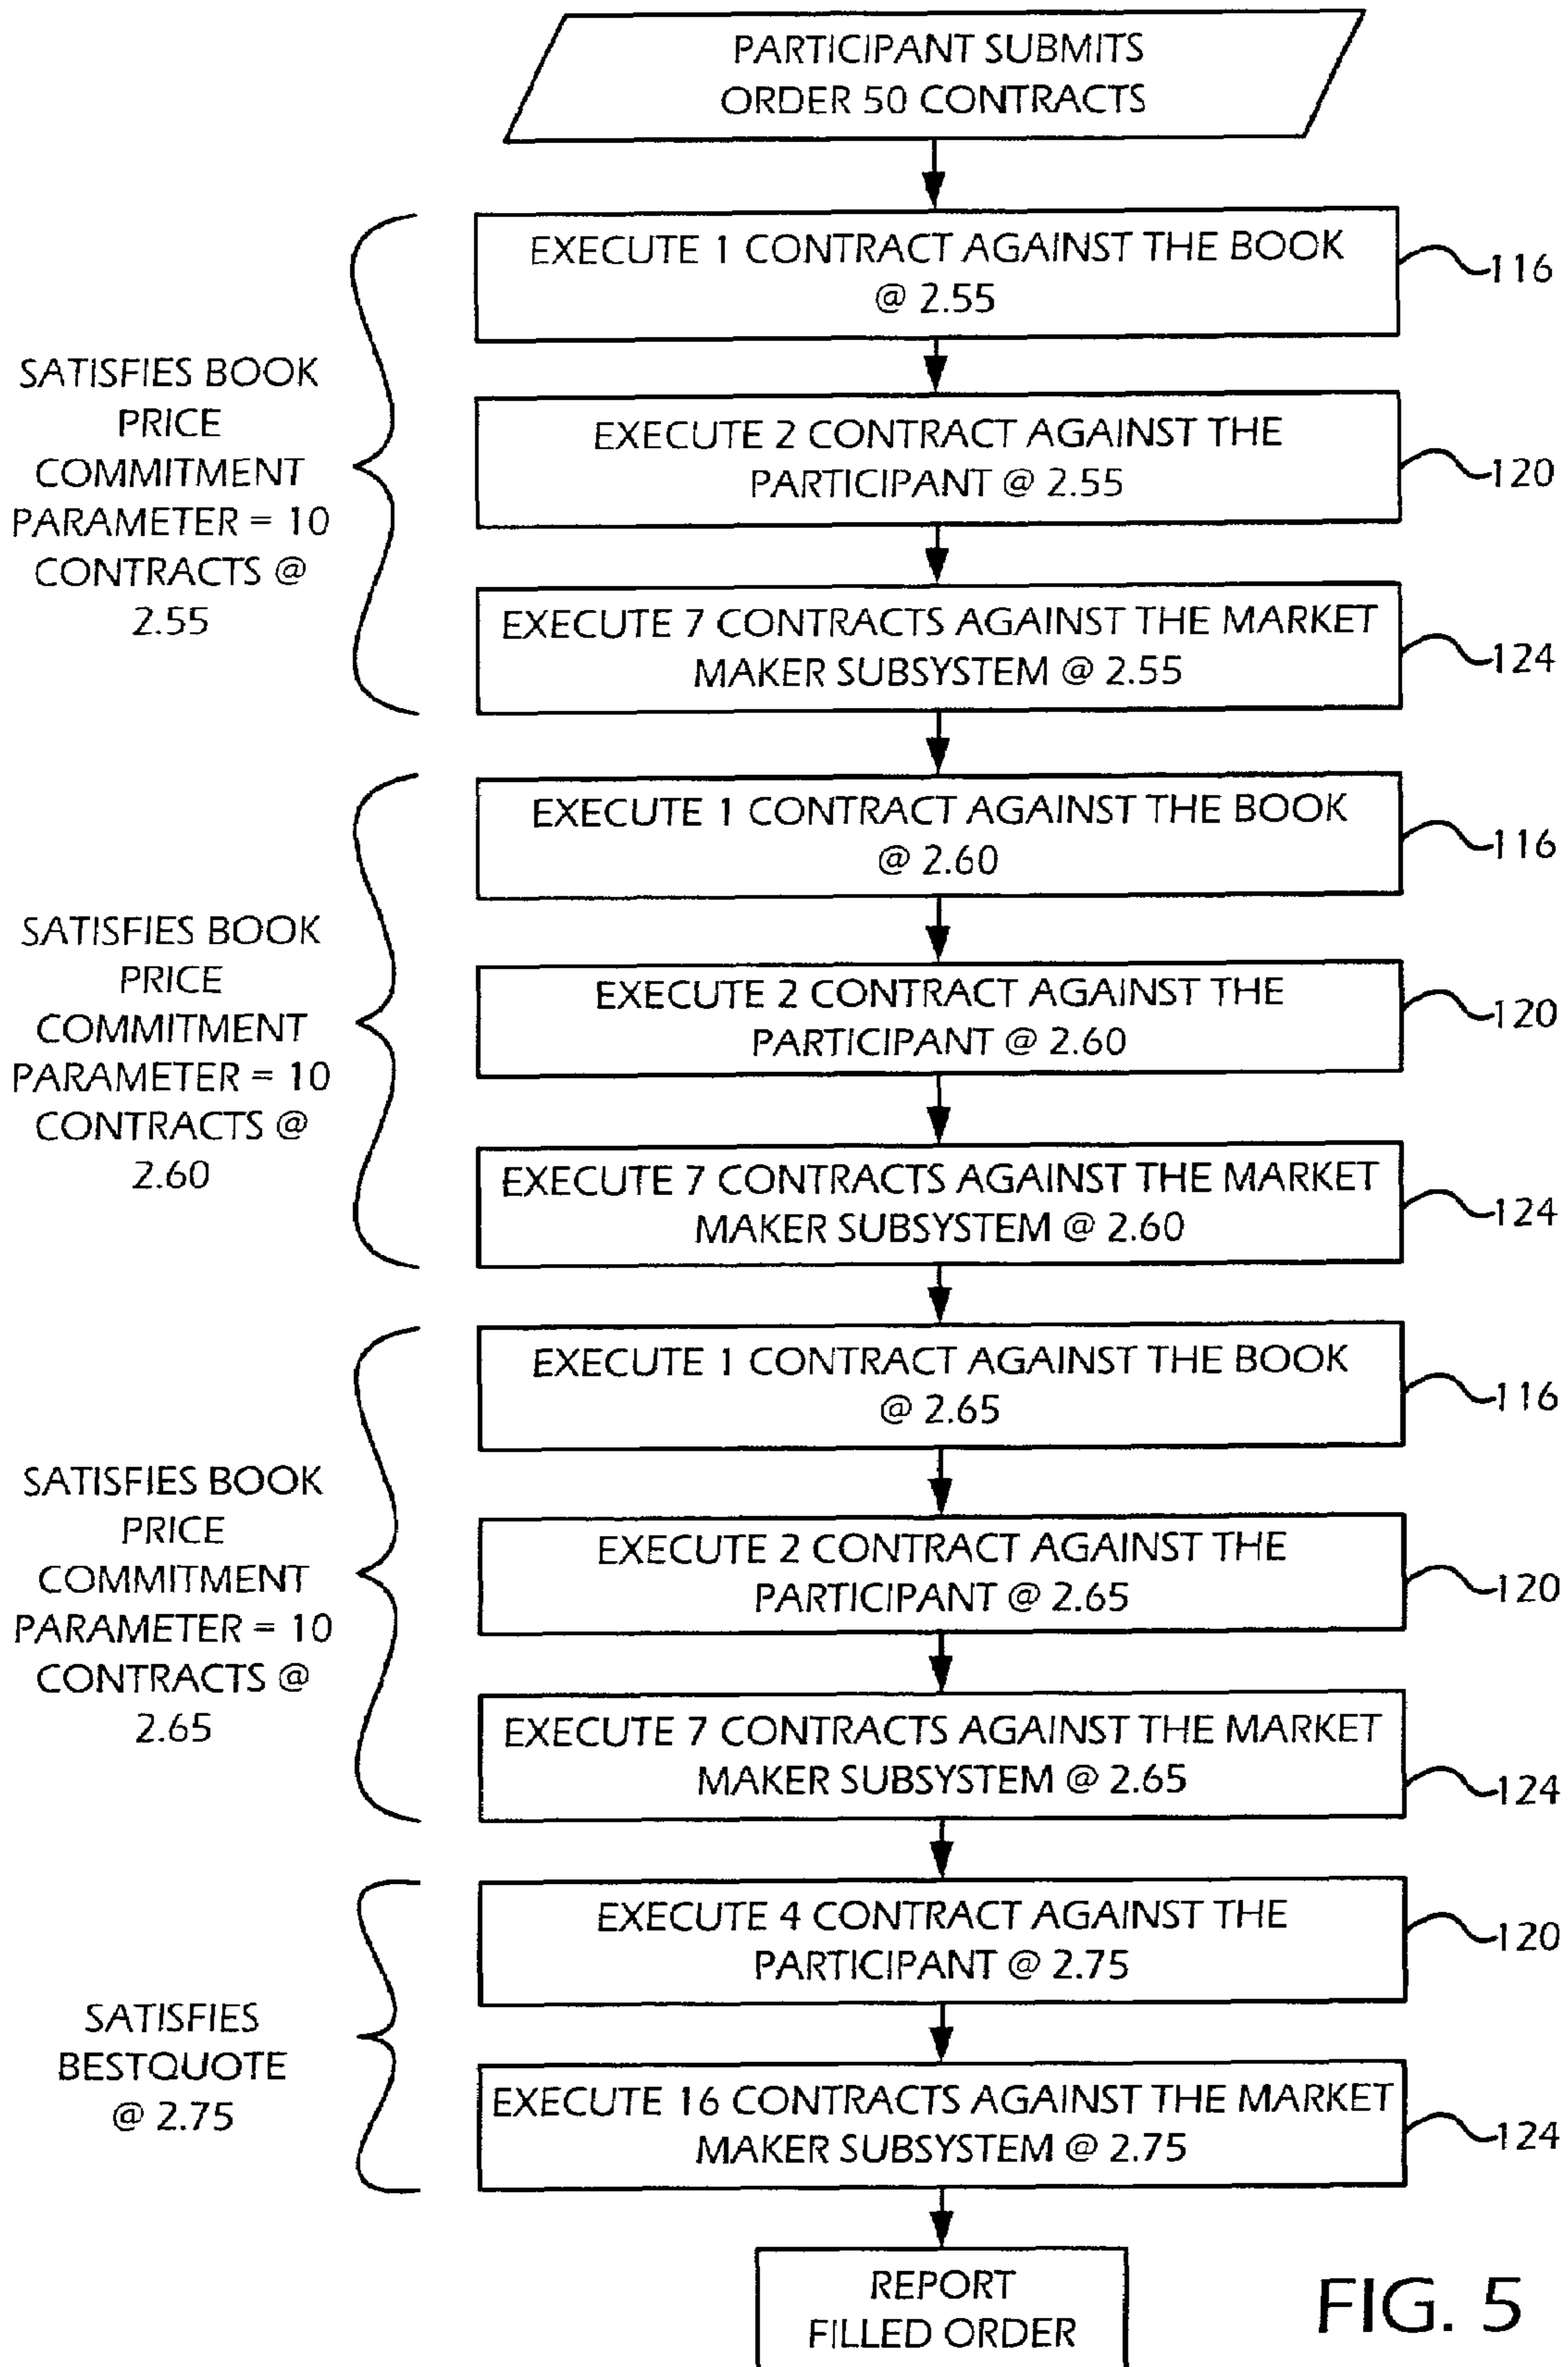 PARTICIPANT SUBMITS
ORDER 50 CONTRACTS
EXECUTE 1 CONTRACT AGAINST THE BOOK
@ 2.55
116
EXECUTE 2 CONTRACT AGAINST THE
PARTICIPANT @ 2.55
120
EXECUTE 7 CONTRACTS AGAINST THE MARKET
MAKER SUBSYSTEM @ 2.55
124
SATISFIES BOOK
PRICE
COMMITMENT
PARAMETER = 10
CONTRACTS @
2.55
EXECUTE 1 CONTRACT AGAINST THE BOOK
@ 2.60
116
EXECUTE 2 CONTRACT AGAINST THE
PARTICIPANT @ 2.60
120
EXECUTE 7 CONTRACTS AGAINST THE MARKET
MAKER SUBSYSTEM @ 2.60
124
SATISFIES BOOK
PRICE
COMMITMENT
PARAMETER = 10
CONTRACTS @
2.60
EXECUTE 1 CONTRACT AGAINST THE BOOK
@ 2.65
116
EXECUTE 2 CONTRACT AGAINST THE
PARTICIPANT @ 2.65
120
EXECUTE 7 CONTRACTS AGAINST THE MARKET
MAKER SUBSYSTEM @ 2.65
124
SATISFIES BOOK
PRICE
COMMITMENT
PARAMETER = 10
CONTRACTS @
2.65
EXECUTE 4 CONTRACT AGAINST THE
PARTICIPANT @ 2.75
120
EXECUTE 16 CONTRACTS AGAINST THE MARKET
MAKER SUBSYSTEM @ 2.75
124
SATISFIES
BESTQUOTE
@ 2.75
REPORT
FILLED ORDER
FIG. 5